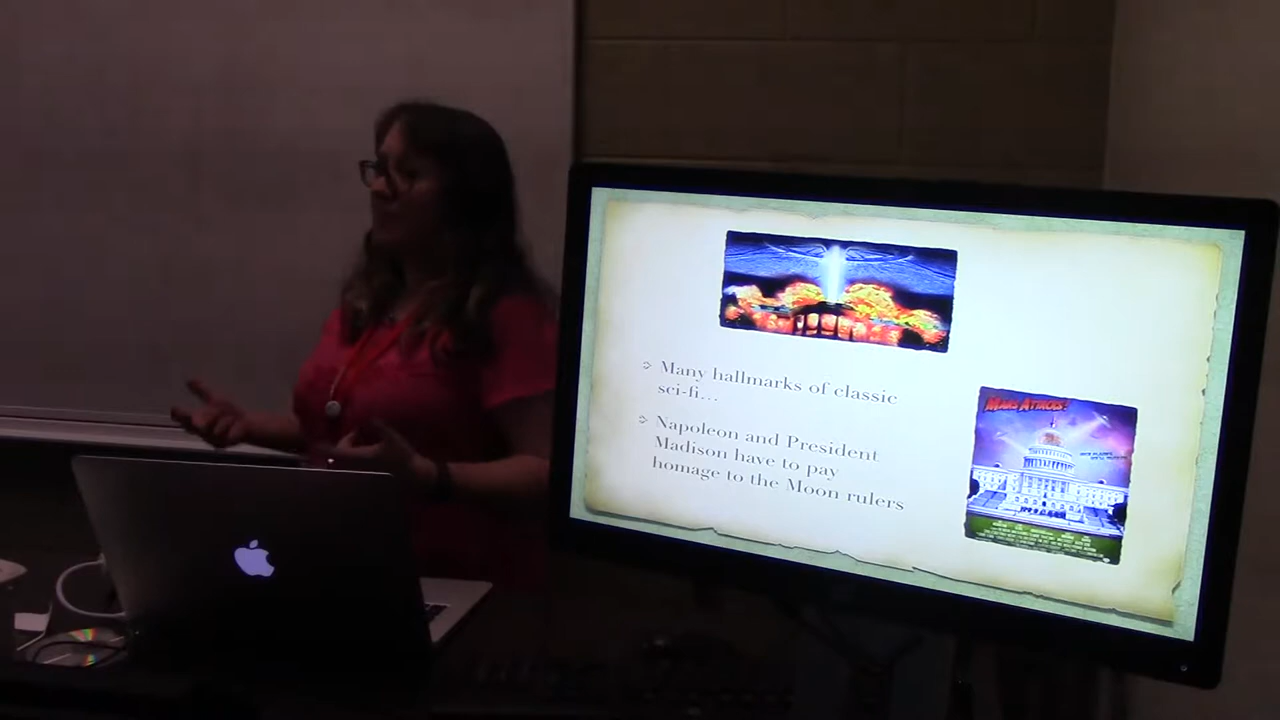 Many hallmarks of classic
sci-fi...
Napoleon and President
Madison have to pay
homage to the Moon rulers
MARS ATTACKS!